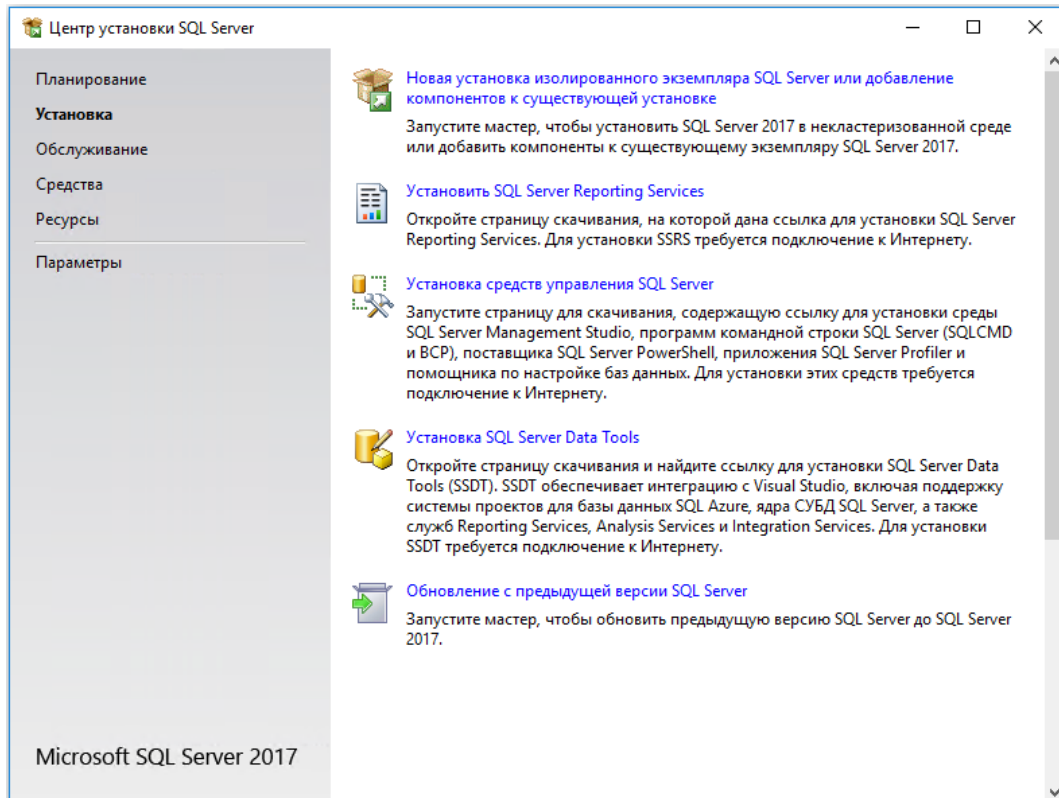 Центр установки SQL Server
Планирование
Установка
Обслуживание
Средства
Ресурсы
Параметры
Microsoft SQL Server 2017
Новая установка изолированного экземпляра SQL Server или добавление
компонентов к существующей установке
Запустите мастер, чтобы установить SQL Server 2017 в некластеризованной среде
или добавить компоненты к существующему экземпляру SQL Server 2017.
Установить SQL Server Reporting Services
Откройте страницу скачивания, на которой дана ссылка для установки SQL Server
Reporting Services. Для установки SSRS требуется подключение к Интернету.
Установка средств управления SQL Server
Запустите страницу для скачивания, содержащую ссылку для установки среды
SQL Server Management Studio, программ командной строки SQL Server (SQLCMD
и BCP), поставщика SQL Server PowerShell, приложения SQL Server Profiler и
помощника по настройке баз данных. Для установки этих средств требуется
подключение к Интернету.
Установка SQL Server Data Tools
Откройте страницу скачивания и найдите ссылку для установки SQL Server Data
Tools (SSDT). SSDT обеспечивает интеграцию с Visual Studio, включая поддержку
системы проектов для базы данных SQL Azure, ядра СУБД SQL Server, а также
служб Reporting Services, Analysis Services и Integration Services. Для установки
SSDT требуется подключение к Интернету.
Обновление с предыдущей версии SQL Server
Запустите мастер, чтобы обновить предыдущую версию SQL Server до SQL Server
2017.